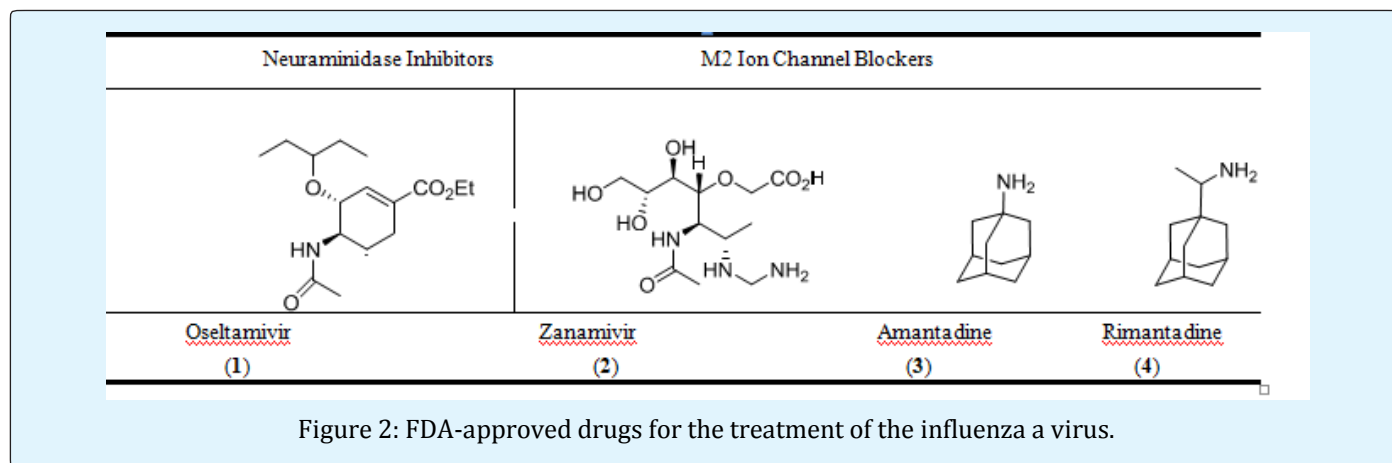 Neuraminidase Inhibitors M2 Ion Channel Blockers
O
CO₂Et
HN
O
OH
H
HO
O
CO₂H
HO
HN
HN
NH₂
O
NH₂
NH₂
Oseltamivir Zanamivir Amantadine Rimantadine
(1) (2) (3) (4)
Figure 2: FDA-approved drugs for the treatment of the influenza a virus.